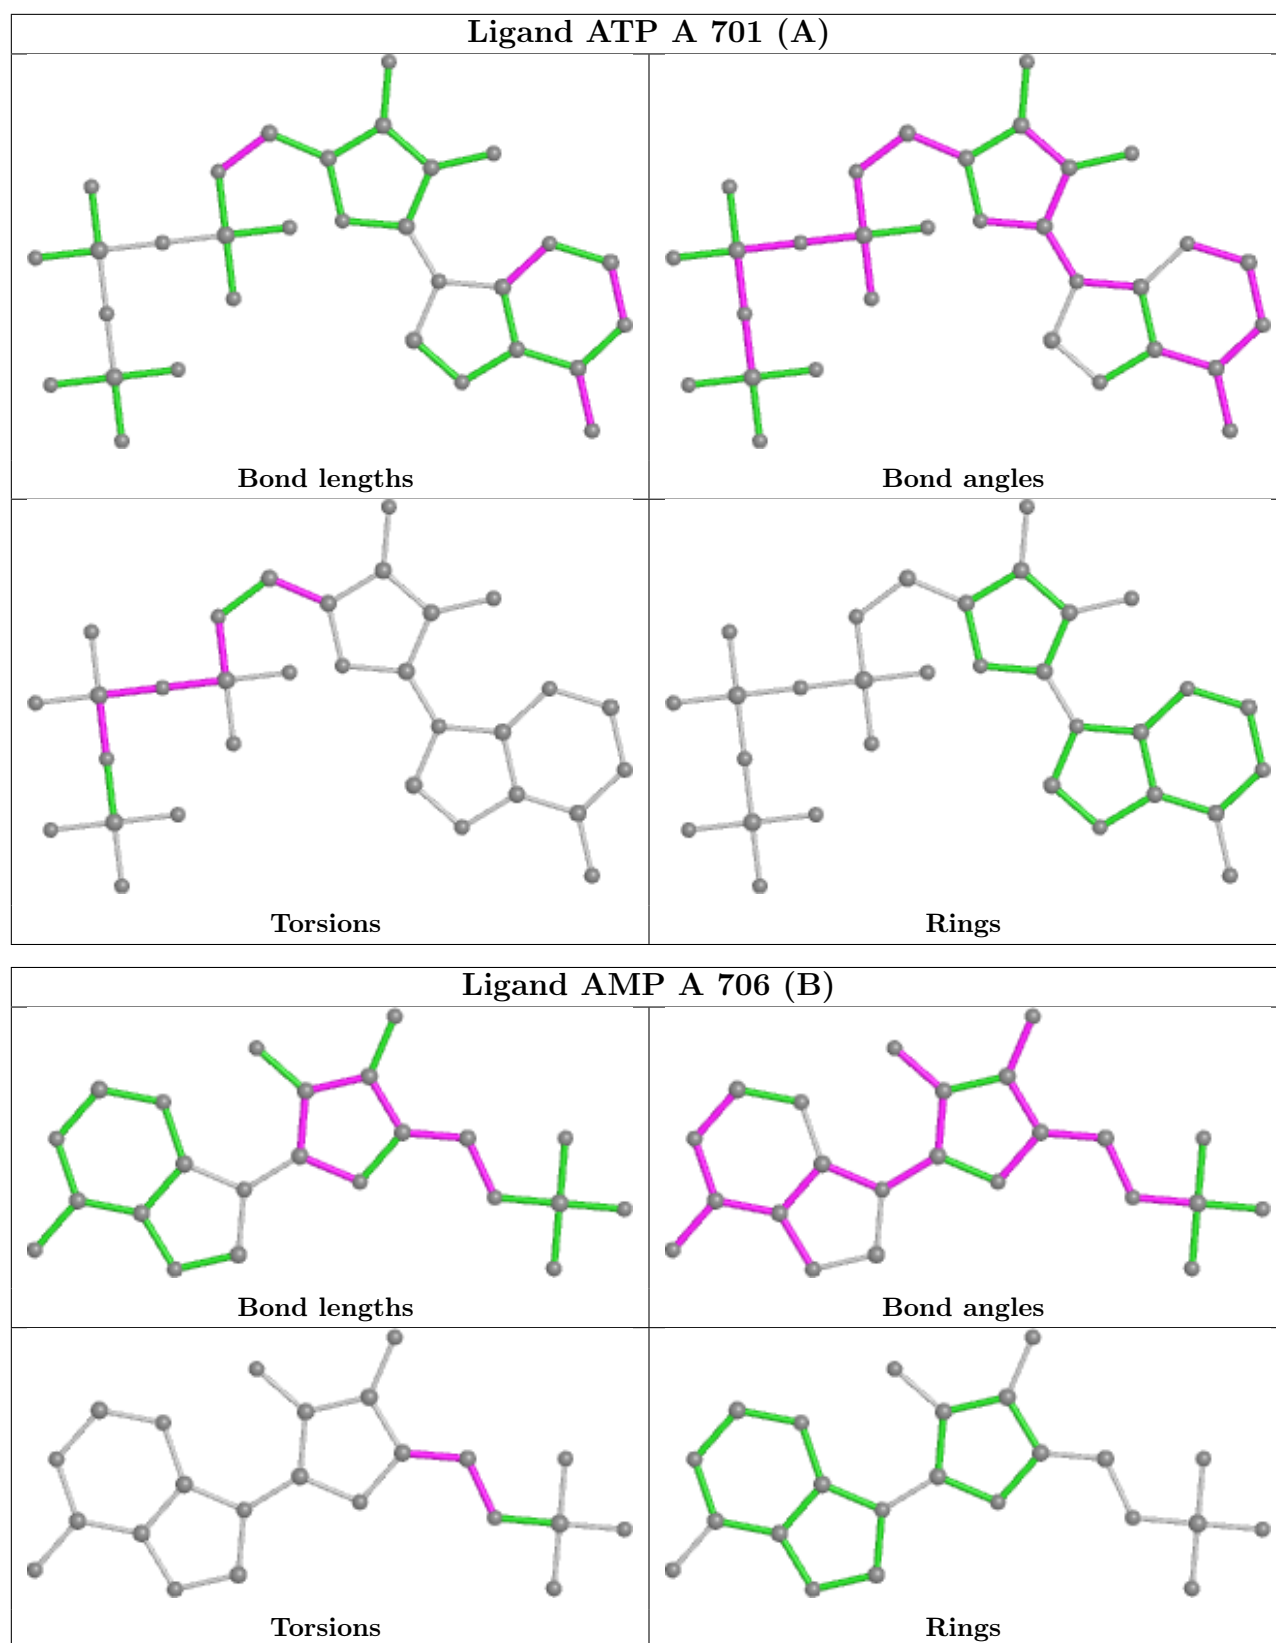 Ligand ATP A 701 (A)
Bond lengths
Bond angles
Torsions
Rings
Ligand AMP A 706 (B)
Bond lengths
Bond angles
Torsions
Rings